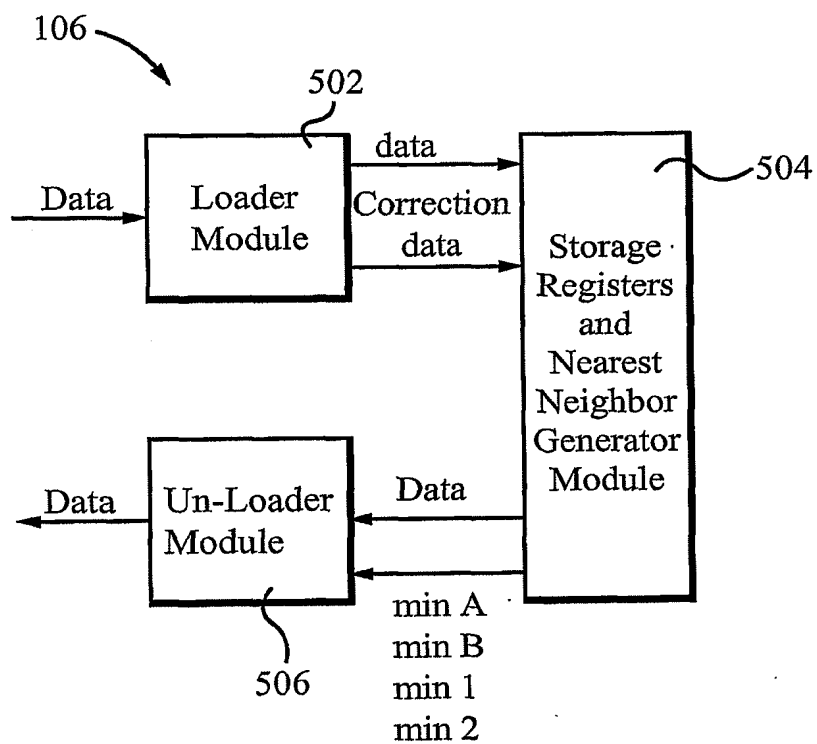 106
502
data
504
Data
Loader
Module
Correction
data
Storage
Registers
and
Nearest
Neighbor
Generator
Module
Data
Un-Loader
Module
Data
min A
min B
min 1
min 2
506